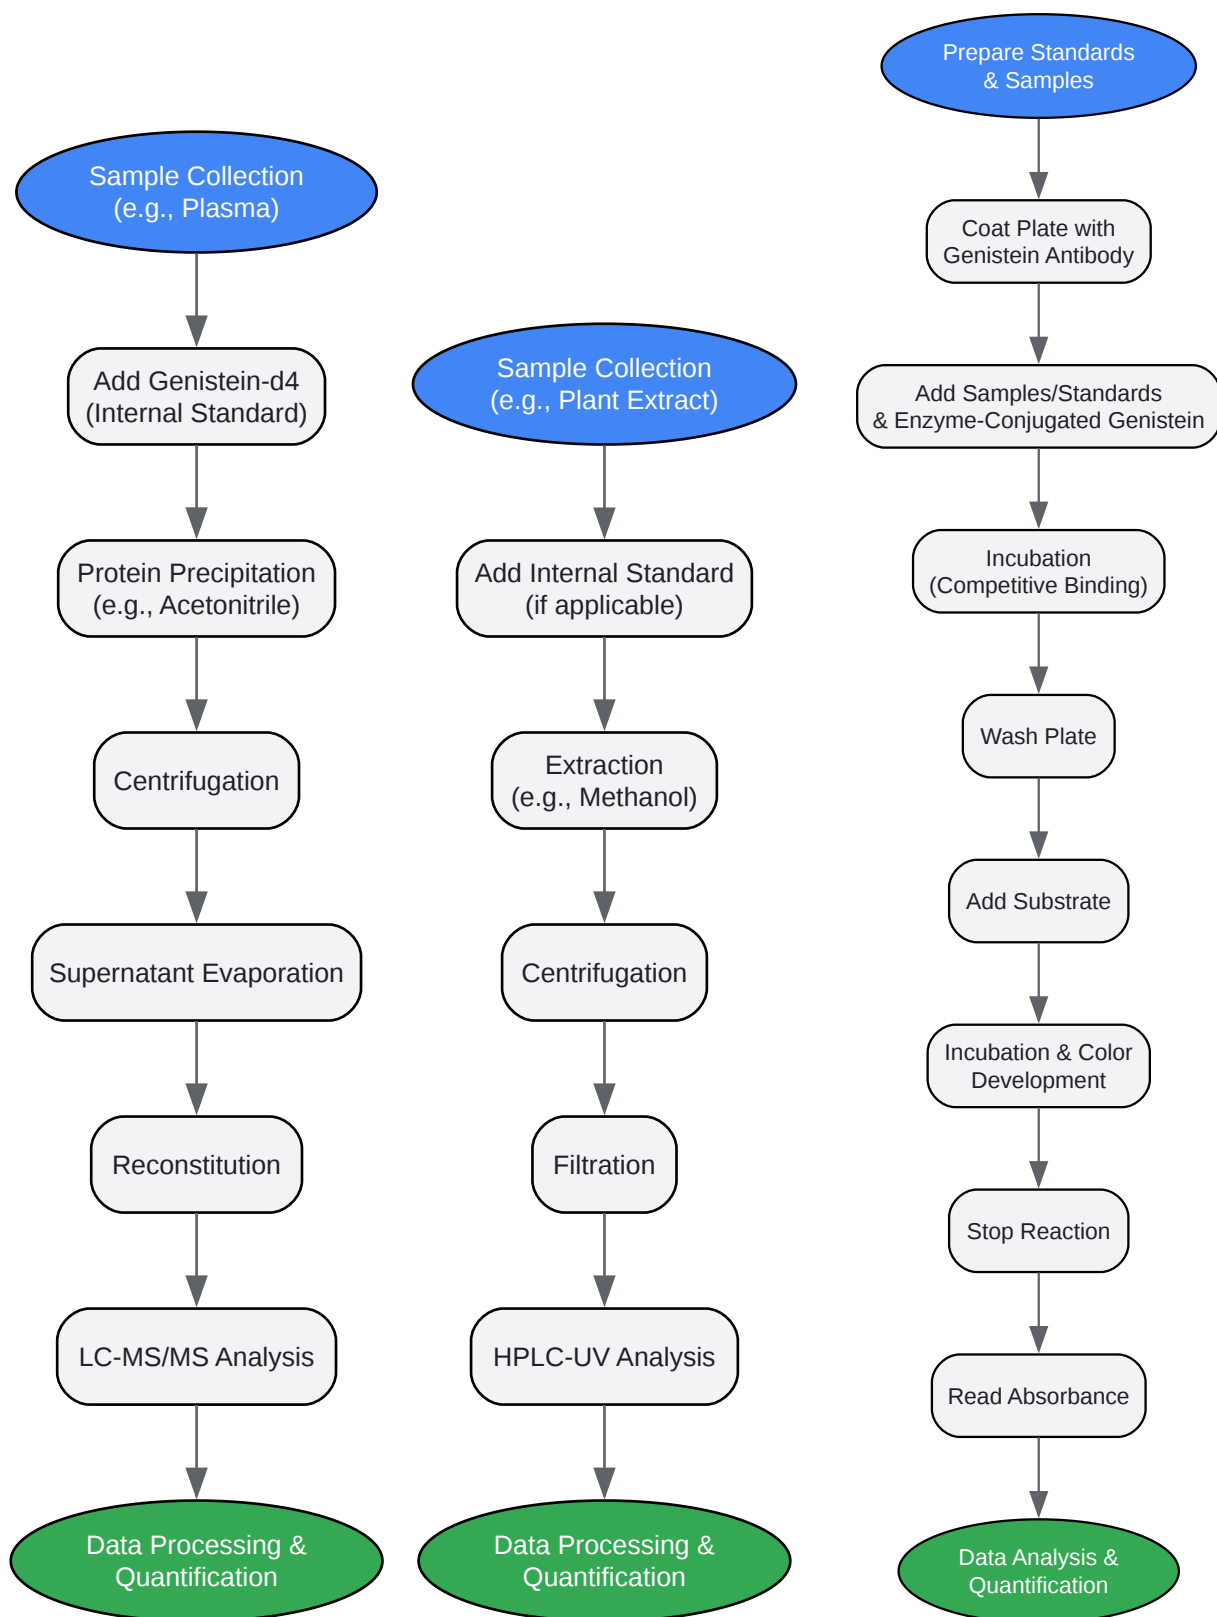 Sample Collection
(e.g., Plasma)
Add Genistein-d4
(Internal Standard)
Protein Precipitation
(e.g., Acetonitrile)
Centrifugation
Supernatant Evaporation
Reconstitution
LC-MS/MS Analysis
Data Processing &
Quantification
Sample Collection
(e.g., Plant Extract)
Add Internal Standard
(if applicable)
Extraction
(e.g., Methanol)
Centrifugation
Filtration
HPLC-UV Analysis
Data Processing &
Quantification
Prepare Standards
& Samples
Coat Plate with
Genistein Antibody
Add Samples/Standards
& Enzyme-Conjugated Genistein
Incubation
(Competitive Binding)
Wash Plate
Add Substrate
Incubation & Color
Development
Stop Reaction
Read Absorbance
Data Analysis &
Quantification